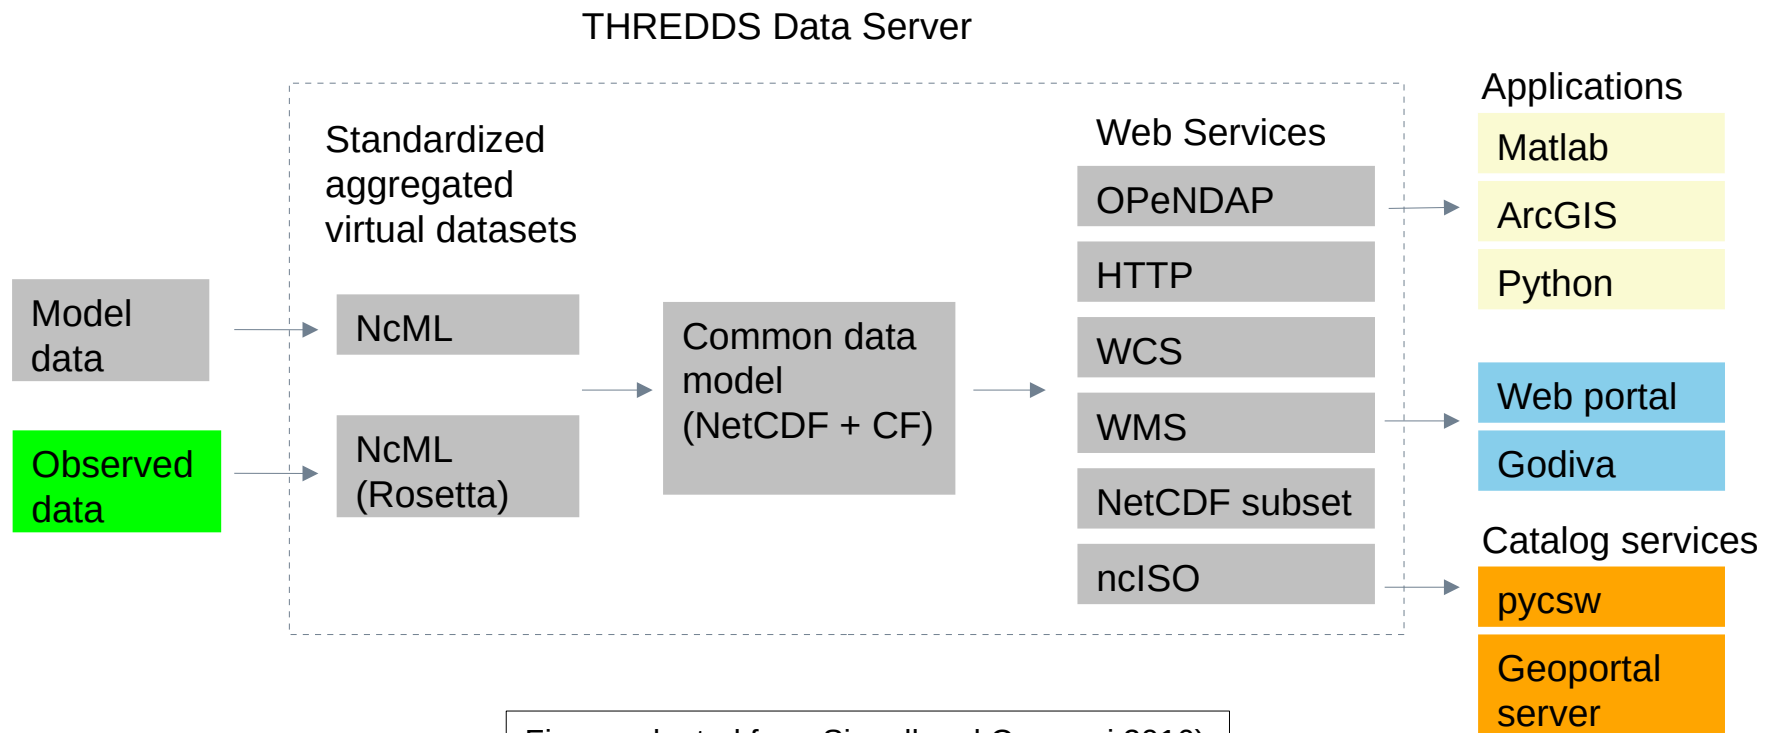 THREDDS Data Server
Standardized
aggregated
virtual datasets
Model
data
Observed
data
NcML
NcML
(Rosetta)
Common data
model
(NetCDF + CF)
Web Services
OPeNDAP
HTTP
WCS
WMS
NetCDF subset
ncISO
Applications
Matlab
ArcGIS
Python
Web portal
Godiva
Catalog services
pycsw
Geoportal
server
2016)